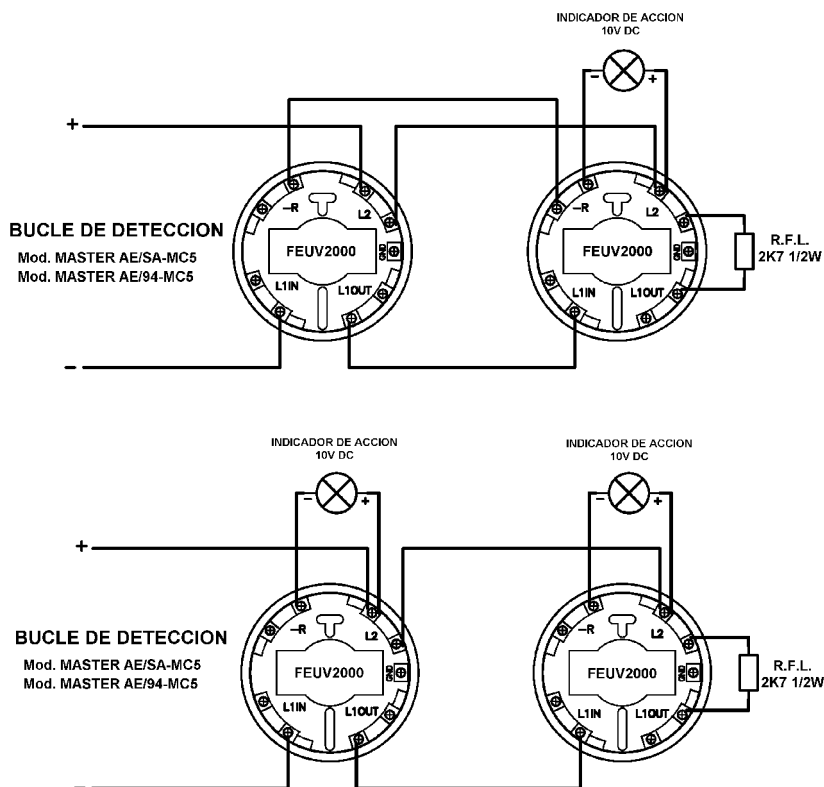 INDICADOR DE ACCION
10V DC
- +
+
-R
L2
-R
L2
BUCLE DE DETECCION
Mod. MASTER AE/SA-MC5
Mod. MASTER AE/94-MC5
FEUV2000
GND
FEUV2000
GND
R.F.L.
2K7 1/2W
L1IN
L1OUT
L1IN
L1OUT
-
INDICADOR DE ACCION
10V DC
INDICADOR DE ACCION
10V DC
- +
- +
+
-R
L2
-R
L2
BUCLE DE DETECCION
Mod. MASTER AE/SA-MC5
Mod. MASTER AE/94-MC5
FEUV2000
GND
FEUV2000
GND
R.F.L.
2K7 1/2W
L1IN
L1OUT
L1IN
L1OUT
-